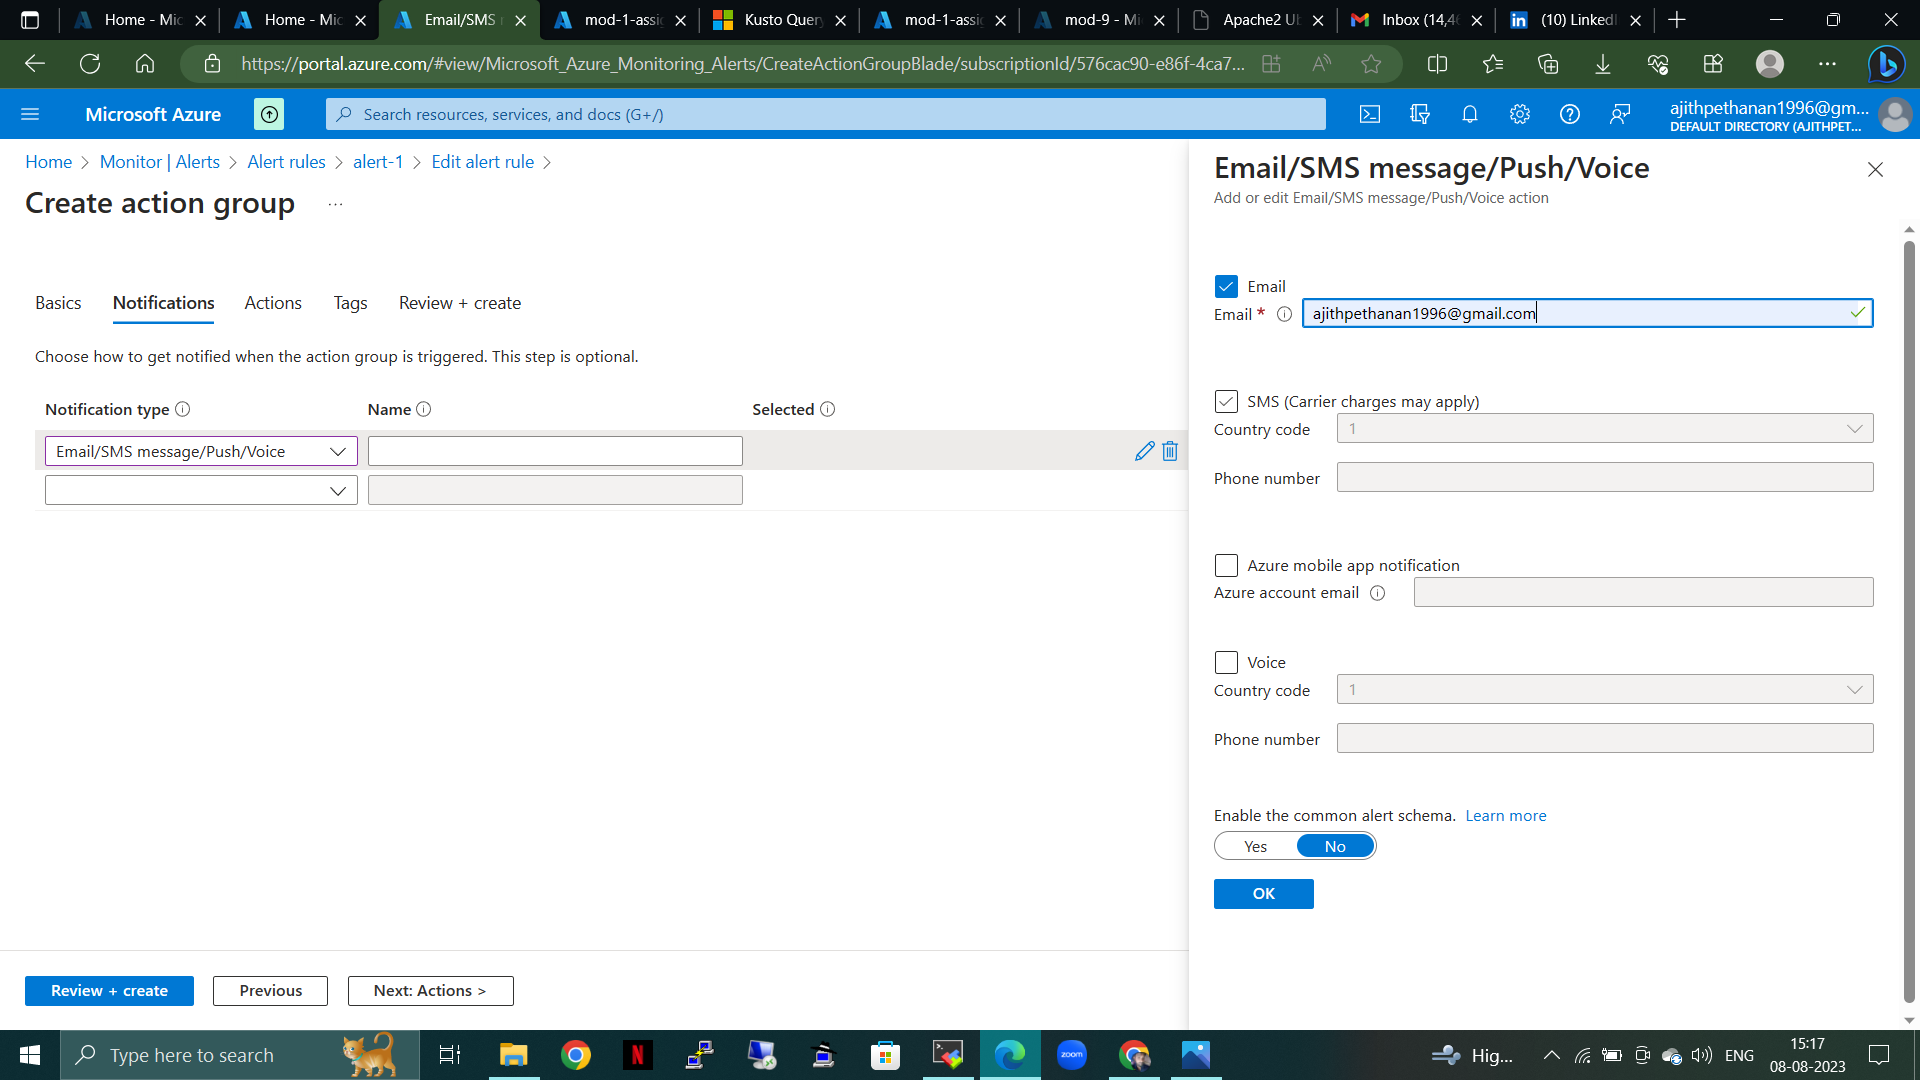 Home - Mic
Home - Mic
Email/SMS
mod-1-assig
Kusto Quer
mod-1-assig
mod-9 - Mi
Apache2 U
Inbox (14,4
(10) LinkedI
https://portal.azure.com/#view/Microsoft_Azure_Monitoring_Alerts/CreateActionGroupBlade/subscriptionId/576cac90-e86f-4ca7...
Microsoft Azure
Search resources, services, and docs (G+/)
ajithpethanan1996@gm...
DEFAULT DIRECTORY (AJITHPET...
Home > Monitor | Alerts > Alert rules > alert-1 > Edit alert rule >
Create action group ...
Basics
Notifications
Actions
Tags
Review + create
Choose how to get notified when the action group is triggered. This step is optional.
Notification type
Name
Selected
Email/SMS message/Push/Voice
Review + create
Previous
Next: Actions >
Email/SMS message/Push/Voice
Add or edit Email/SMS message/Push/Voice action
Email
Email *
ajithpethanan1996@gmail.com
SMS (Carrier charges may apply)
Country code
1
Phone number
Azure mobile app notification
Azure account email
Voice
Country code
1
Phone number
Enable the common alert schema. Learn more
Yes
No
OK
Type here to search
N
zoom
Hig...
ENG
15:17
08-08-2023